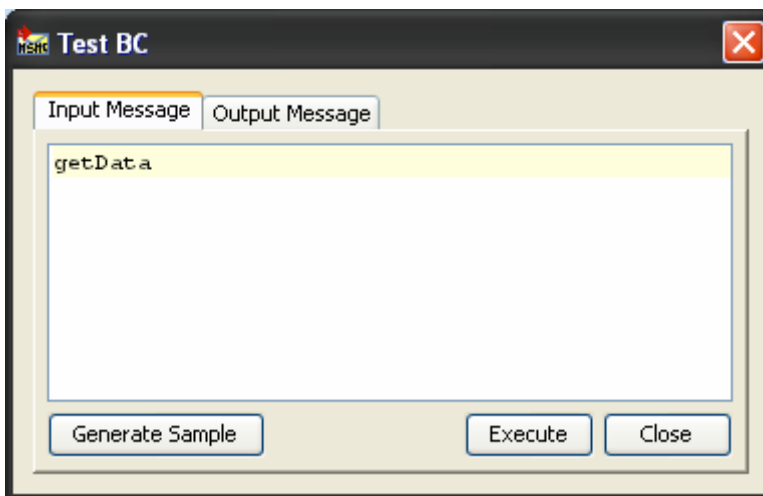 Test BC
Input Message Output Message
getData
Generate Sample Execute Close